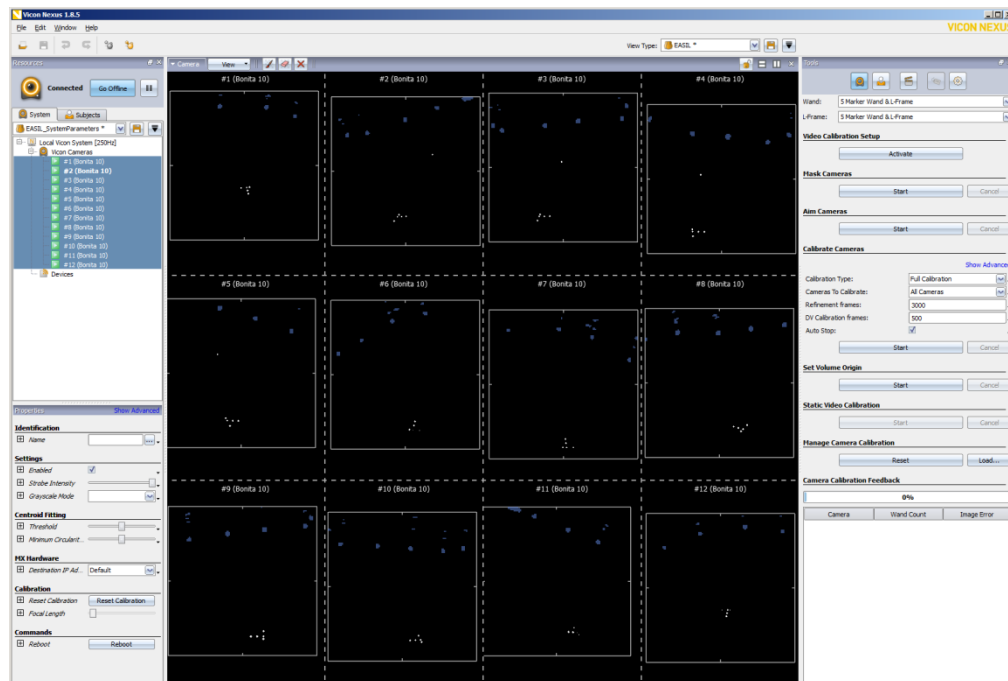 Vicon Nexus 1.8.5
File Edit Window Help
VICON NEXUS
View Type: EASIL *
Resources
Camera View
Tools
Connected Go Offline
System Subjects
EASIL_SystemParameters *
Local Vicon System [250Hz]
Vicon Cameras
#1 (Bonita 10)
#2 (Bonita 10)
#3 (Bonita 10)
#4 (Bonita 10)
#5 (Bonita 10)
#6 (Bonita 10)
#7 (Bonita 10)
#8 (Bonita 10)
#9 (Bonita 10)
#10 (Bonita 10)
#11 (Bonita 10)
#12 (Bonita 10)
Devices
Properties Show Advanced
Identification
Name
Settings
Enabled
Strobe Intensity
Grayscale Mode
Centroid Fitting
Threshold
Minimum Circularit...
MX Hardware
Destination IP Ad... Default
Calibration
Reset Calibration Reset Calibration
Focal Length
Commands
Reboot Reboot
#1 (Bonita 10) #2 (Bonita 10) #3 (Bonita 10) #4 (Bonita 10)
#5 (Bonita 10) #6 (Bonita 10) #7 (Bonita 10) #8 (Bonita 10)
#9 (Bonita 10) #10 (Bonita 10) #11 (Bonita 10) #12 (Bonita 10)
Wand: 5 Marker Wand & L-Frame
L-Frame: 5 Marker Wand & L-Frame
Video Calibration Setup
Activate
Mask Cameras
Start Cancel
Aim Cameras
Start Cancel
Calibrate Cameras
Show Advance
Calibration Type: Full Calibration
Cameras To Calibrate: All Cameras
Refinement frames: 3000
DV Calibration frames: 500
Auto Stop:
Start Cancel
Set Volume Origin
Start Cancel
Static Video Calibration
Start Cancel
Manage Camera Calibration
Reset Load...
Camera Calibration Feedback
0%
Camera Wand Count Image Error